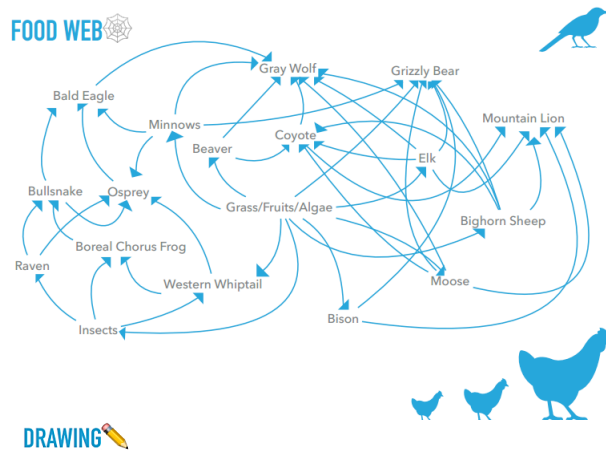 FOOD WEB
Gray Wolf
Grizzly Bear
Bald Eagle
Minnows
Mountain Lion
Beaver
Coyote
Elk
Bullsnake
Osprey
Grass/Fruits/Algae
Bighorn Sheep
Boreal Chorus Frog
Raven
Western Whiptail
Moose
Insects
Bison
DRAWING